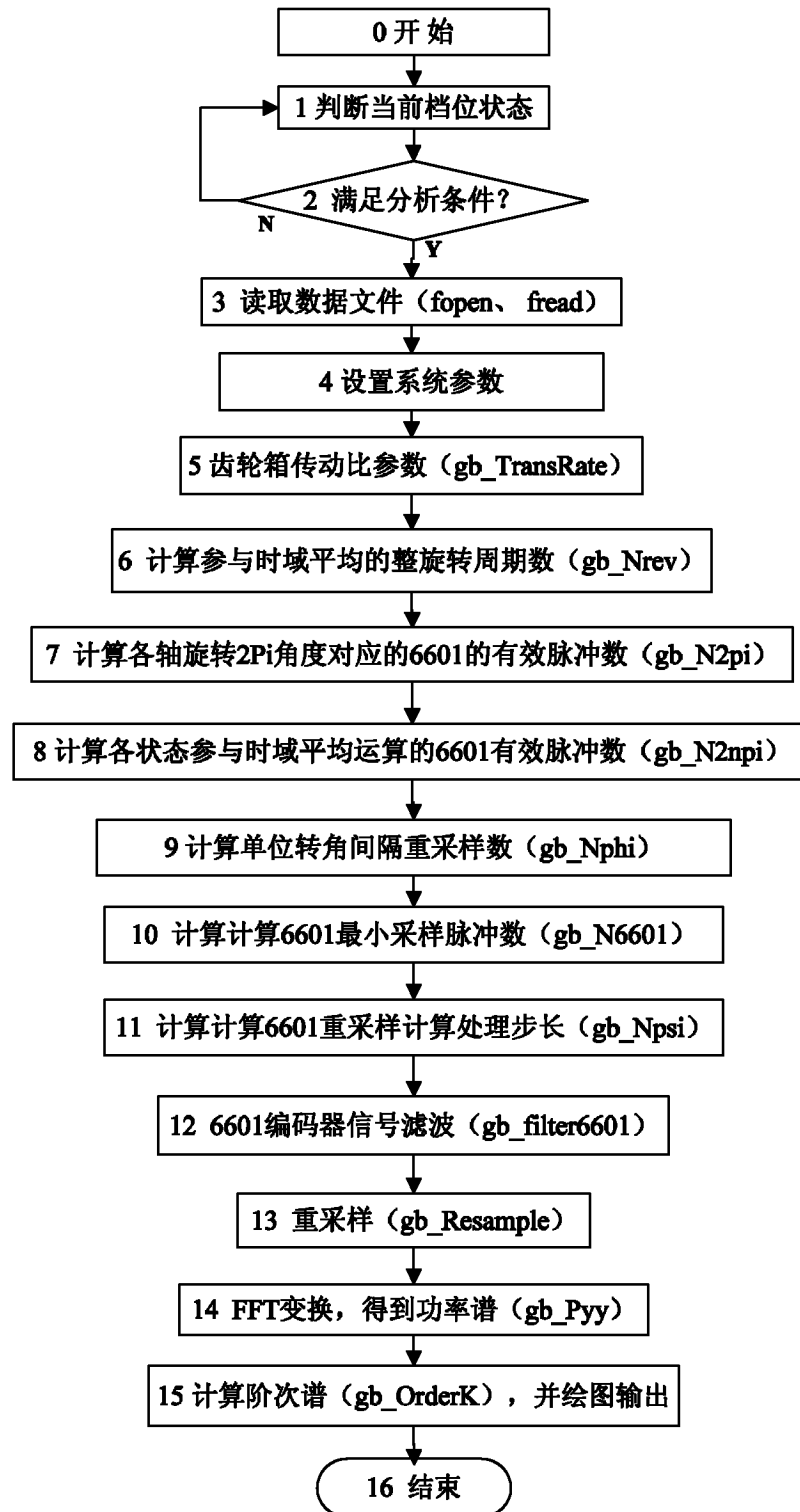 0 开 始
1 判断当前档位状态
2 满足分析条件？
N
Y
3 读取数据文件（fopen、 fread）
4 设置系统参数
5 齿轮箱传动比参数（gb_TransRate）
6 计算参与时域平均的整旋转周期数（gb_Nrev）
7 计算各轴旋转2Pi角度对应的6601的有效脉冲数（gb_N2pi）
8 计算各状态参与时域平均运算的6601有效脉冲数（gb_N2npi）
9 计算单位转角间隔重采样数（gb_Nphi）
10 计算计算6601最小采样脉冲数（gb_N6601）
11 计算计算6601重采样计算处理步长（gb_Npsi）
12 6601编码器信号滤波（gb_filter6601）
13 重采样（gb_Resample）
14 FFT变换，得到功率谱（gb_Pyy）
15 计算阶次谱（gb_OrderK），并绘图输出
16 结束